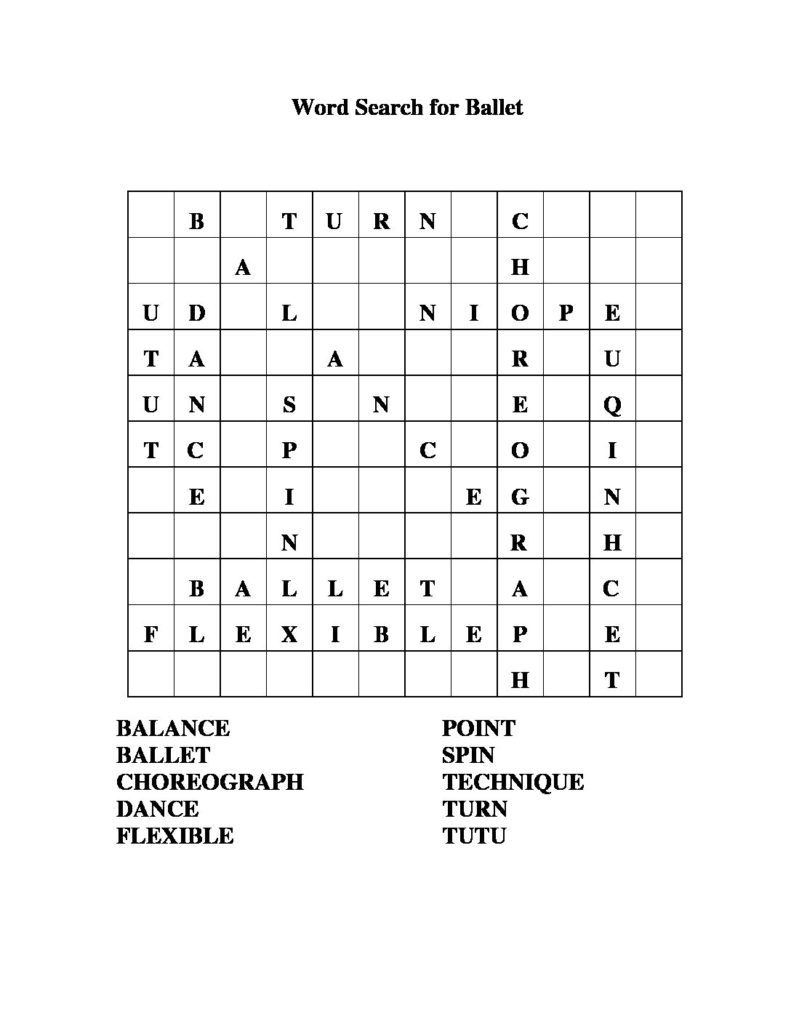 Word Search for Ballet
B T U R N C
A H
U D L N I O P E
T A A R U
U N S N E Q
T C P C O I
E I E G N
N R H
B A L L E T A C
F L E X I B L E P E
H T
BALANCE POINT
BALLET SPIN
CHOREOGRAPH TECHNIQUE
DANCE TURN
FLEXIBLE TUTU